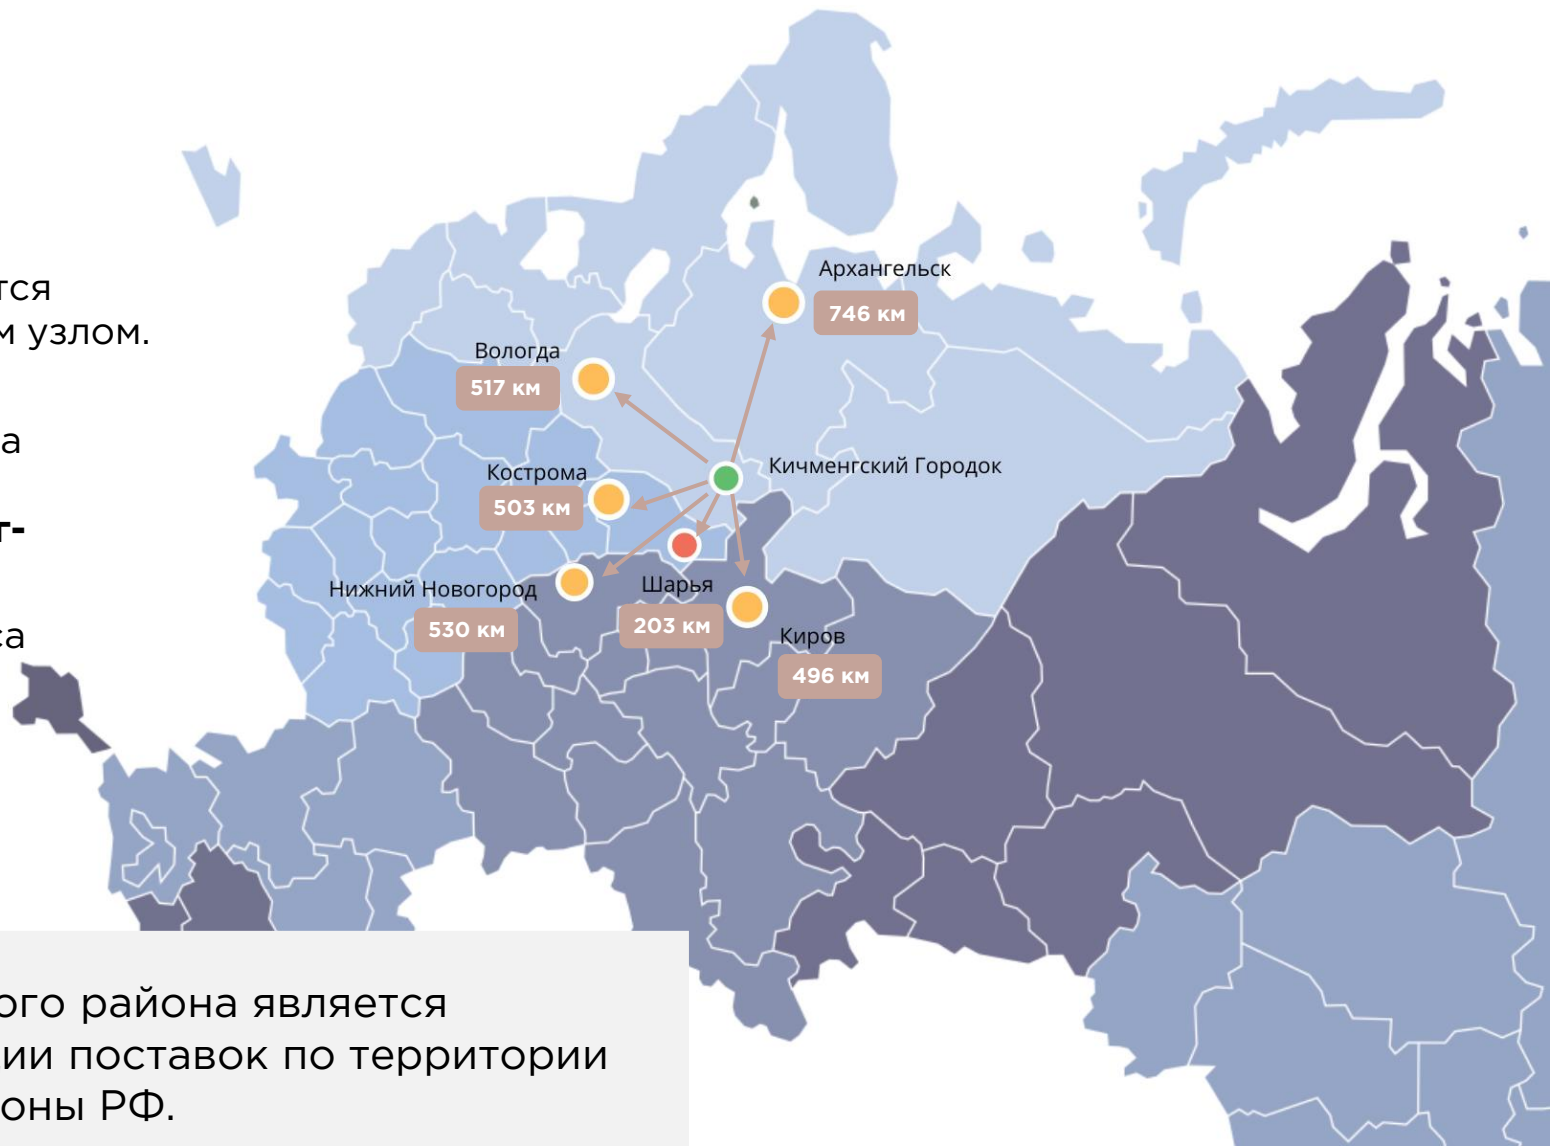 тся
м узлом.
а
т-
са
Архангельск
746 км
Вологда
517 км
Кичменгский Городок
Кострома
503 км
Нижний Новогород
530 км
Шарья
203 км
Киров
496 км
ого района является
сии поставок по территории
оны РФ.